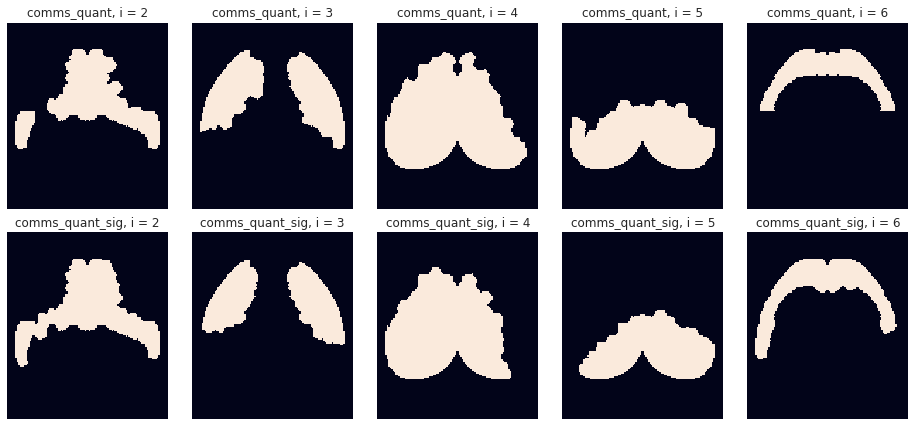 comms_quant, i = 2
comms_quant, i = 3
comms_quant, i = 4
comms_quant, i = 5
comms_quant, i = 6
comms_quant_sig, i = 2
comms_quant_sig, i = 3
comms_quant_sig, i = 4
comms_quant_sig, i = 5
comms_quant_sig, i = 6